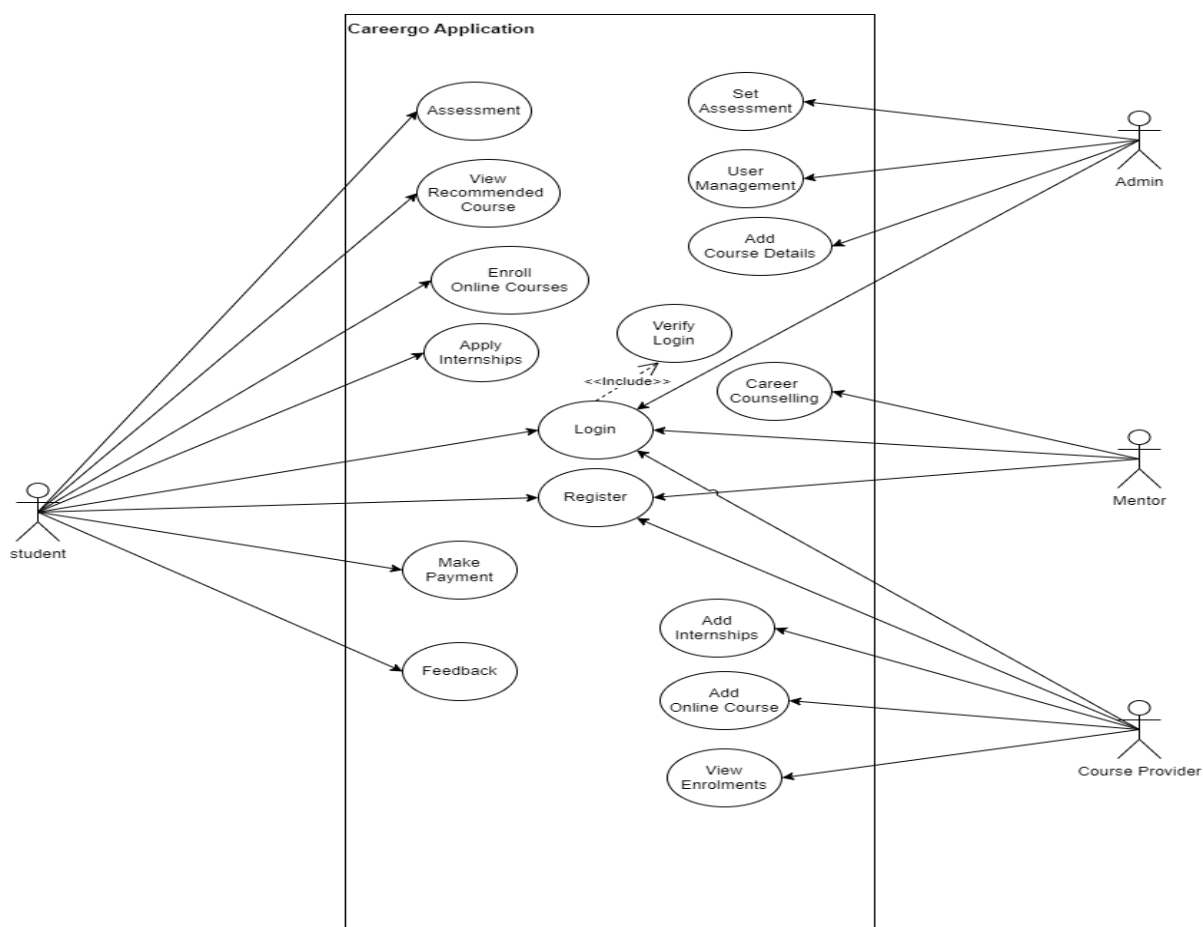 Careergo Application
Assessment
Set
Assessment
View
Recommended
Course
User
Management
Admin
Add
Course Details
Enroll
Online Courses
Verify
Login
Apply
Internships
<<Include>>
Career
Counselling
Login
Register
Mentor
student
Make
Payment
Add
Internships
Feedback
Add
Online Course
View
Enrolments
Course Provider